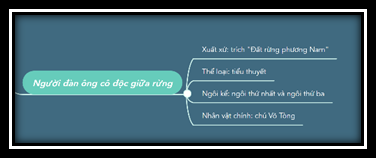 Người đàn ông cô độc giữa rừng
Xuất xứ: trích "Đất rừng phương Nam"
Thể loại: tiểu thuyết
Ngôi kể: ngôi thứ nhất và ngôi thứ ba
Nhân vật chính: chú Võ Tòng